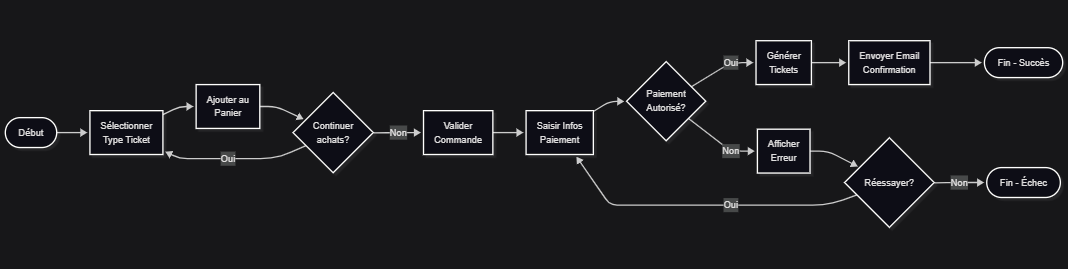 Début
Sélectionner
Type Ticket
Ajouter au
Panier
Continuer
achats?
Oui
Non
Valider
Commande
Saisir Infos
Paiement
Paiement
Autorisé?
Oui
Générer
Tickets
Envoyer Email
Confirmation
Fin - Succès
Non
Afficher
Erreur
Réessayer?
Oui
Non
Fin - Échec